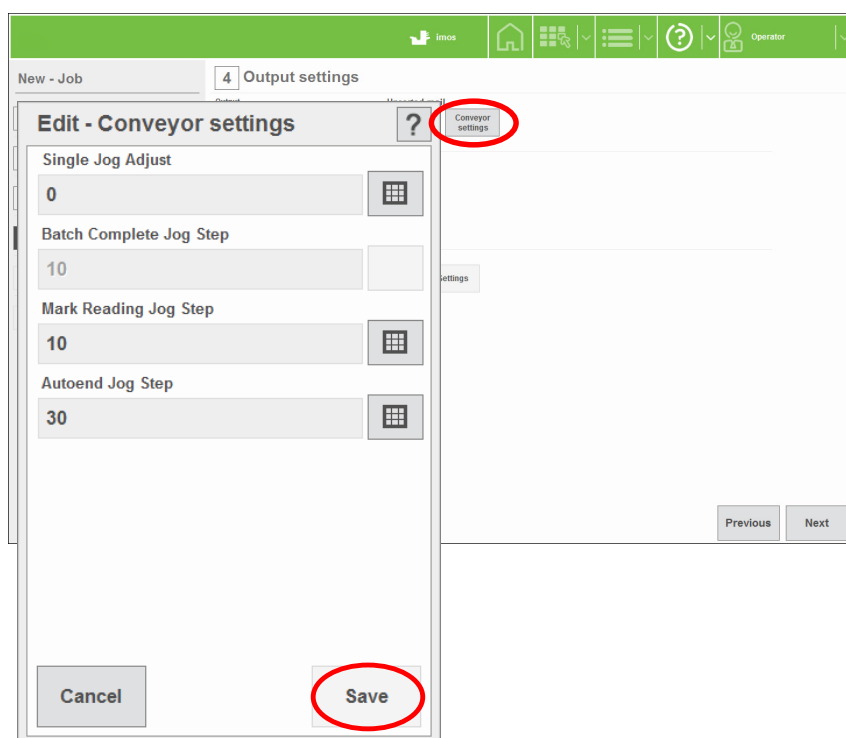 imos
Operator
New - Job
4 Output settings
Edit - Conveyor settings
?
Conveyor
settings
Single Jog Adjust
0
Batch Complete Jog Step
10
Settings
Mark Reading Jog Step
10
Autoend Jog Step
30
Previous
Next
Cancel
Save